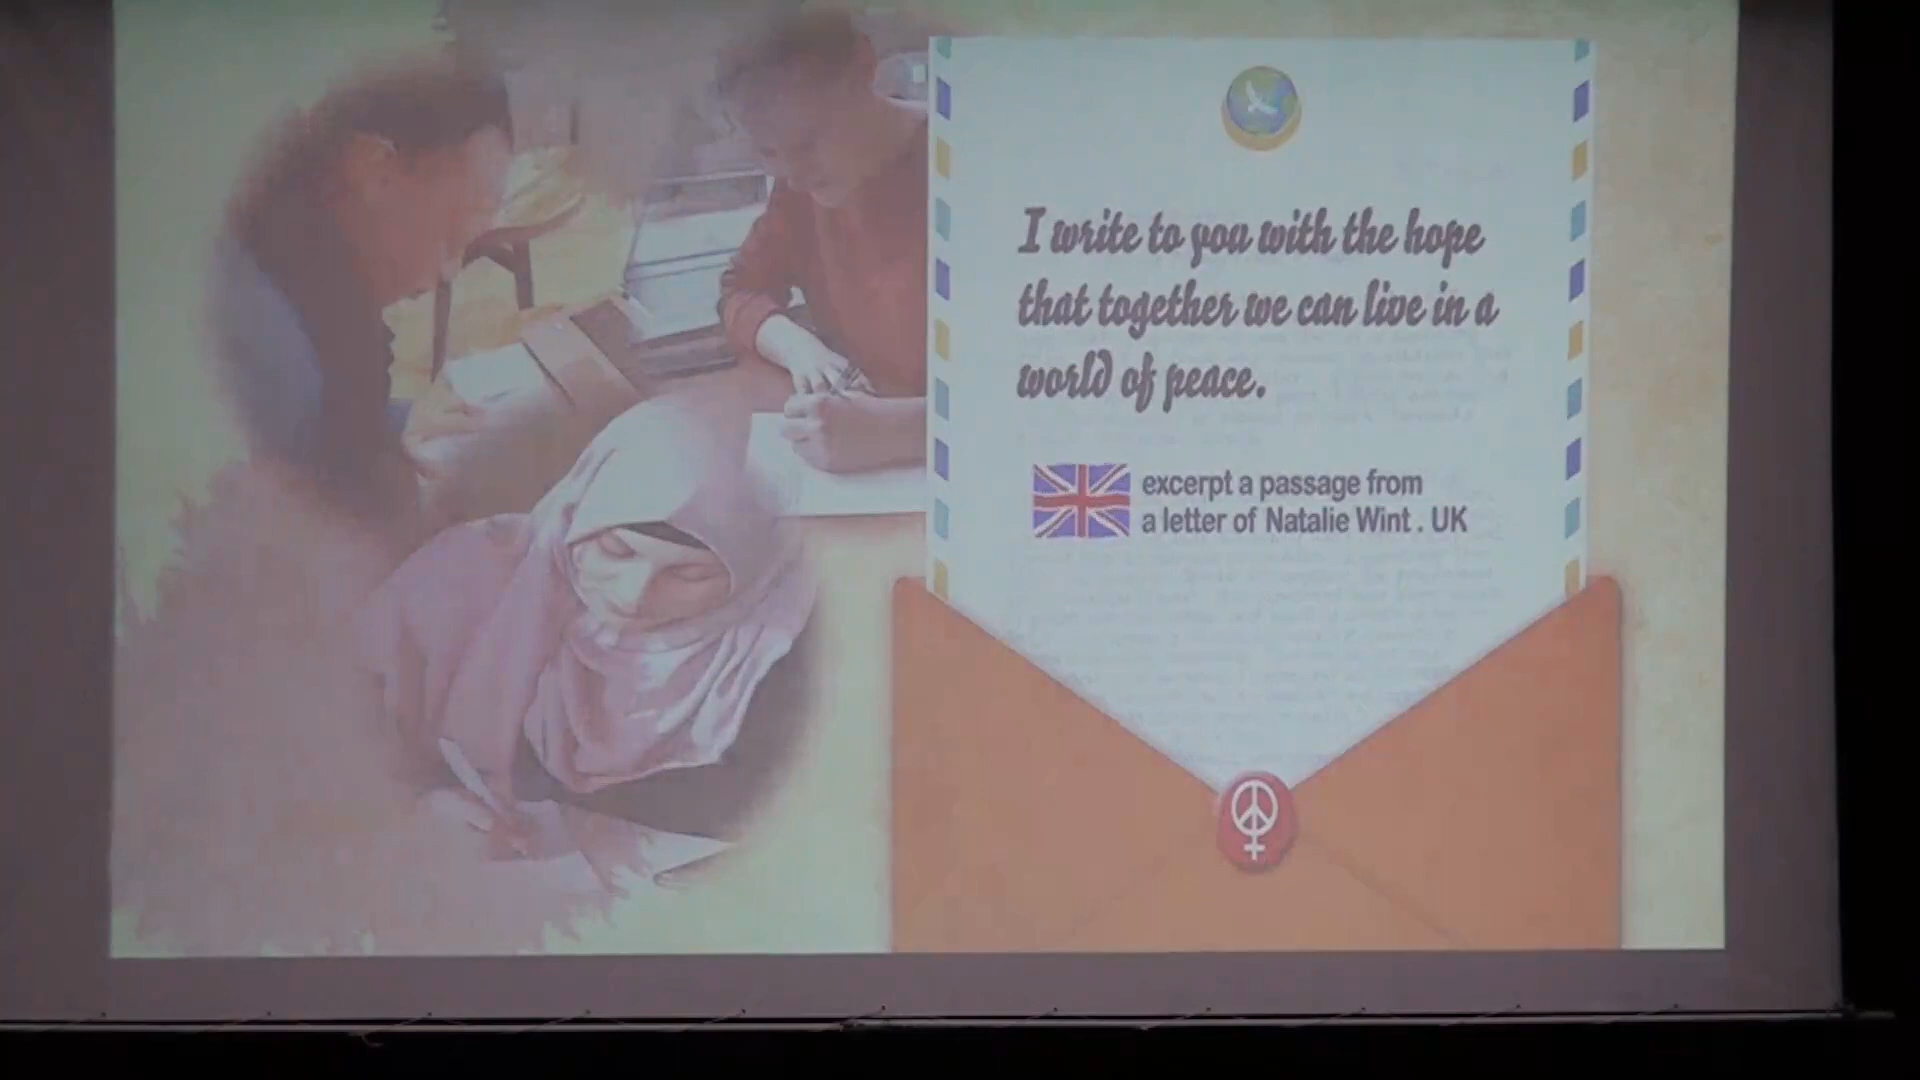 I write to you with the hope
that together we can live in a
world of peace.
excerpt a passage from
a letter of Natalie Wint . UK